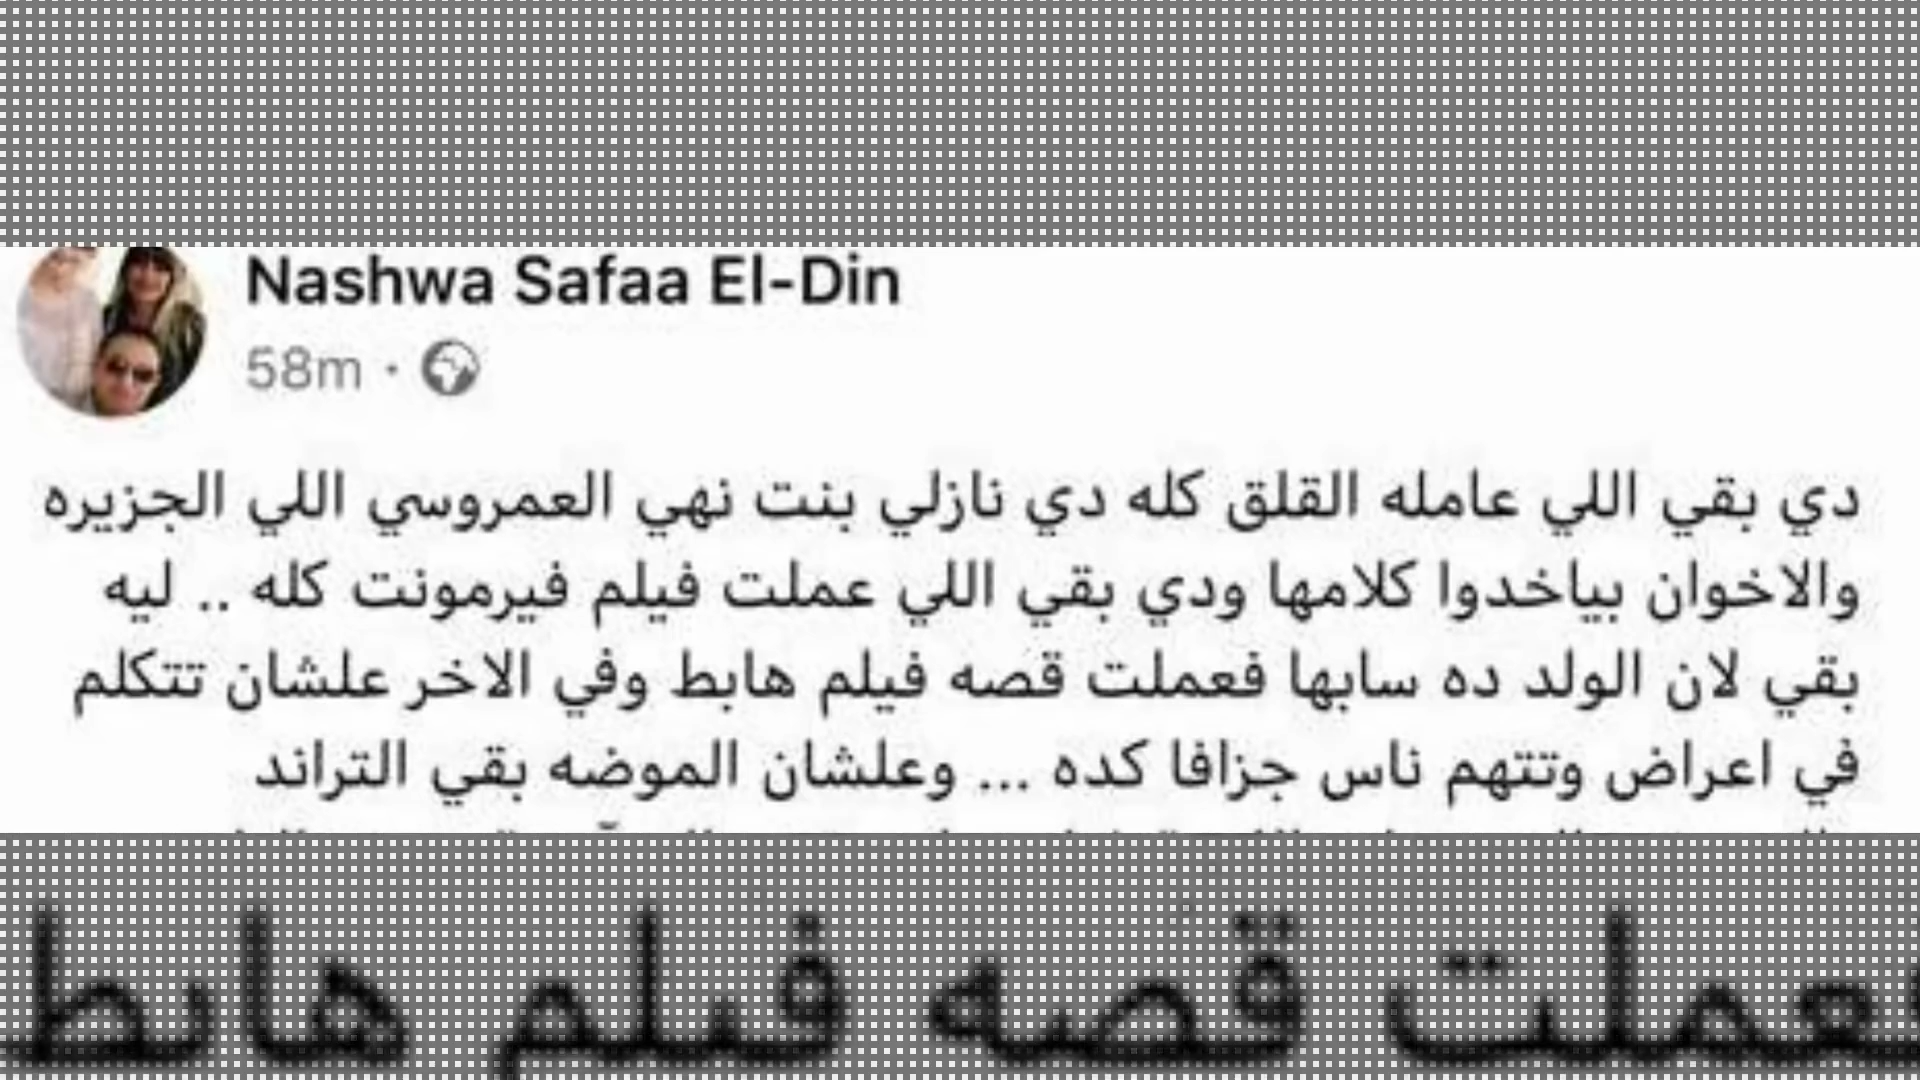 Nashwa Safaa El-Din
58m ·
دي بقي اللي عامله القلق كله دي نازلي بنت نهي العمروسي اللي الجزيره
والاخوان بياخدوا كلامها ودي بقي اللي عملت فيلم فيرمونت كله .. ليه
بقي لان الولد ده سابها فعملت قصه فيلم هابط وفي الاخر علشان تتكلم
في اعراض وتتهم ناس جزافا كده ... وعلشان الموضه بقي التراند
فعملت قصه فيلم هابط